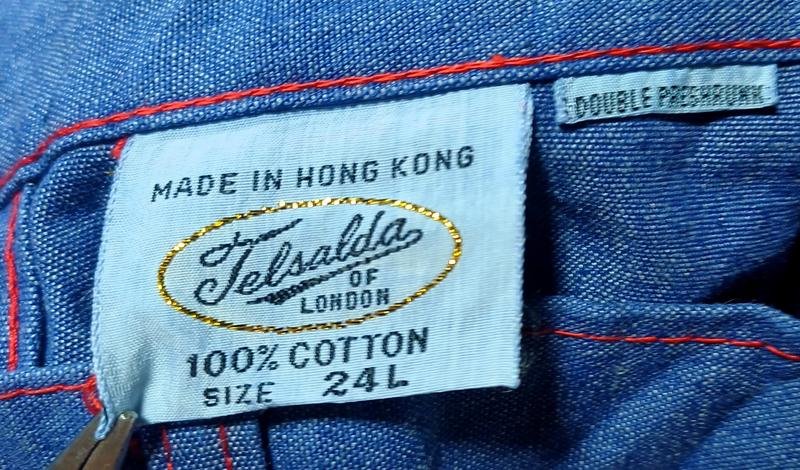 MADE IN HONG KONG
Telsalda
OF
LONDON
100% COTTON
SIZE 24L
DOUBLE PRESHRUNK